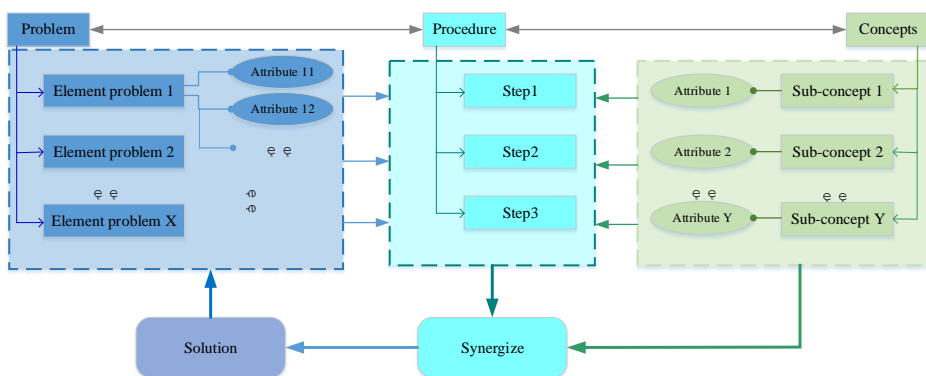 Problem
Procedure
Concepts
Element problem 1
Attribute 11
Attribute 12
Element problem 2
Element problem X
Step1
Step2
Step3
Attribute 1
Sub-concept 1
Attribute 2
Sub-concept 2
Attribute Y
Sub-concept Y
Solution
Synergize